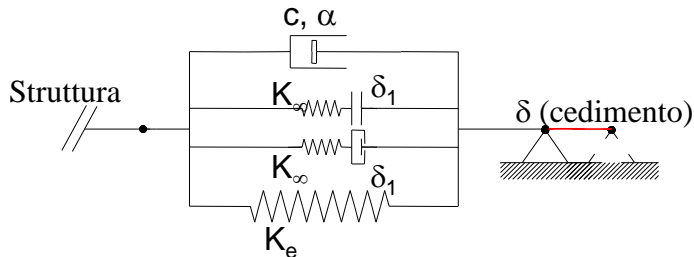 c, α
Struttura
K∞ δ1
δ (cedimento)
K∞ δ1
Ke